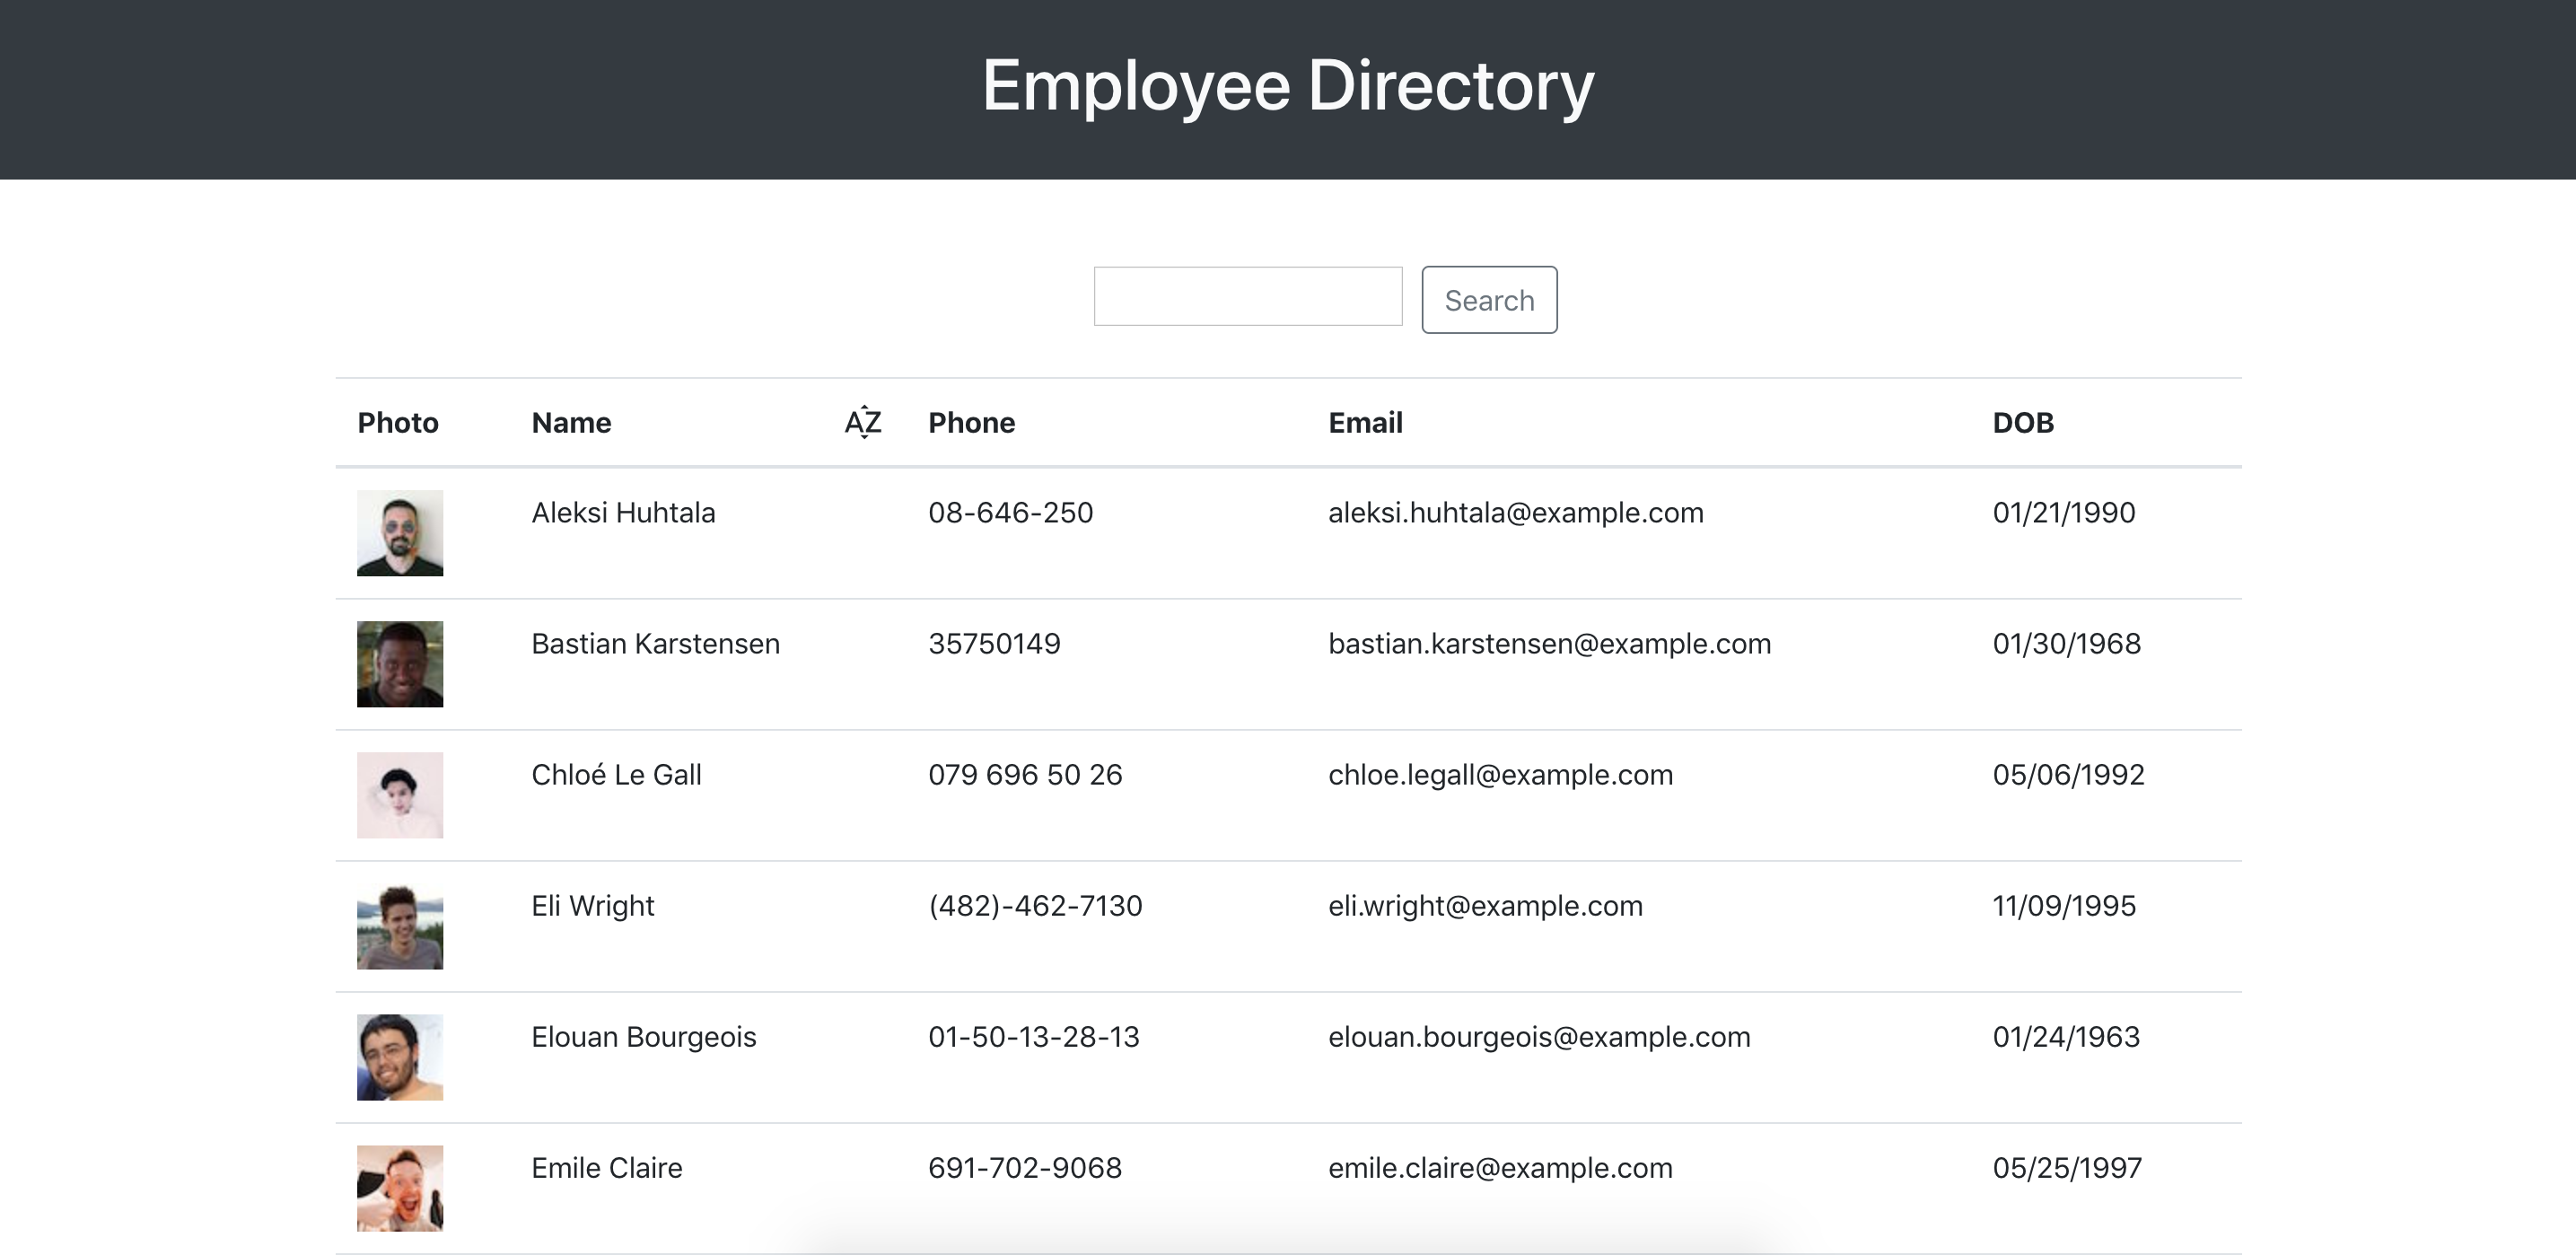 Employee Directory
Search
Photo Name AZ Phone Email DOB
Aleksi Huhtala 08-646-250 aleksi.huhtala@example.com 01/21/1990
Bastian Karstensen 35750149 bastian.karstensen@example.com 01/30/1968
Chloé Le Gall 079 696 50 26 chloe.legall@example.com 05/06/1992
Eli Wright (482)-462-7130 eli.wright@example.com 11/09/1995
Elouan Bourgeois 01-50-13-28-13 elouan.bourgeois@example.com 01/24/1963
Emile Claire 691-702-9068 emile.claire@example.com 05/25/1997